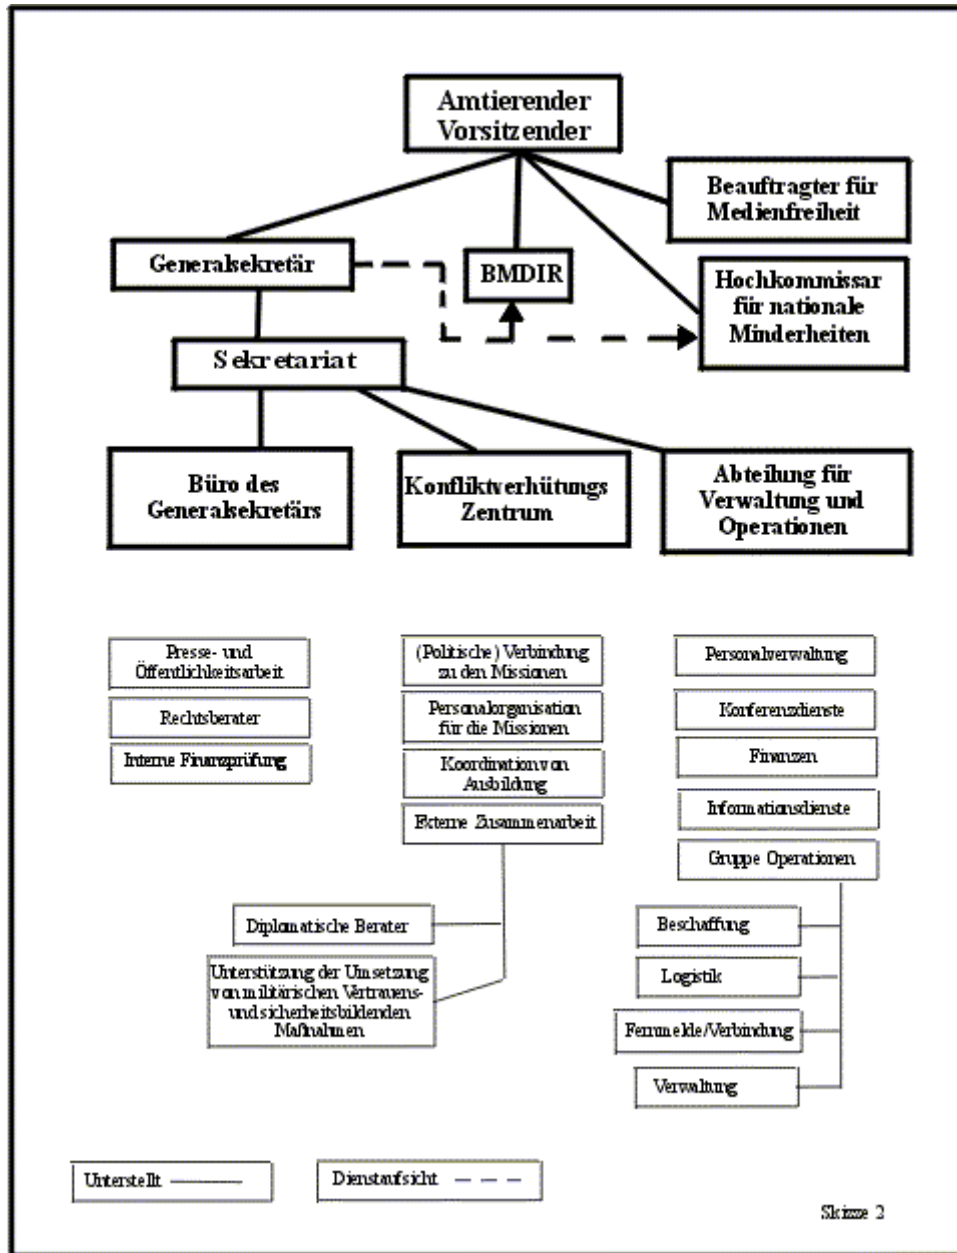 Amtierender
Vorsitzender
Beauftragter für
Medienfreiheit
Generalsekretär
BMDIR
Hochkommissar
für nationale
Minderheiten
Sekretariat
Büro des
Generalsekretärs
Konfliktverhütungs
Zentrum
Abteilung für
Verwaltung und
Operationen
Presse- und
Öffentlichkeitsarbeit
Rechtsberater
Interne Finanzprüfung
(Politische) Verbindung
zu den Missionen
Personalorganisation
für die Missionen
Koordination von
Ausbildung
Externe Zusammenarbeit
Personalverwaltung
Konferenzdienste
Finanzen
Informationsdienste
Gruppe Operationen
Diplomatische Berater
Unterstützung der Umsetzung
von militärischen Vertrauens-
und sicherheitsbildenden
Maßnahmen
Beschaffung
Logistik
Fernmelde/Verbindung
Verwaltung
Unterstellt
Dienstaufsicht
Skizze 2